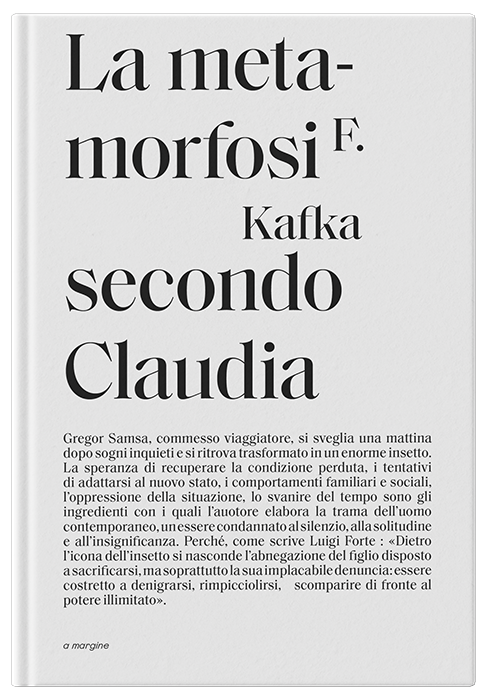 La meta-
morfosi F.
Kafka
secondo
Claudia
Gregor Samsa, commesso viaggiatore, si sveglia una mattina
dopo sogni inquieti e si ritrova trasformato in un enorme insetto.
La speranza di recuperare la condizione perduta, i tentativi
di adattarsi al nuovo stato, i comportamenti familiari e sociali,
l'oppressione della situazione, lo svanire del tempo sono gli
ingredienti con i quali l'auotore elabora la trama dell'uomo
contemporaneo, un essere condannato al silenzio, alla solitudine
e all'insignificanza. Perché, come scrive Luigi Forte : «Dietro
l'icona dell'insetto si nasconde l'abnegazione del figlio disposto
a sacrificarsi, ma soprattutto la sua implacabile denuncia: essere
costretto a denigrarsi, rimpicciolirsi, scomparire di fronte al
potere illimitato».
a margine